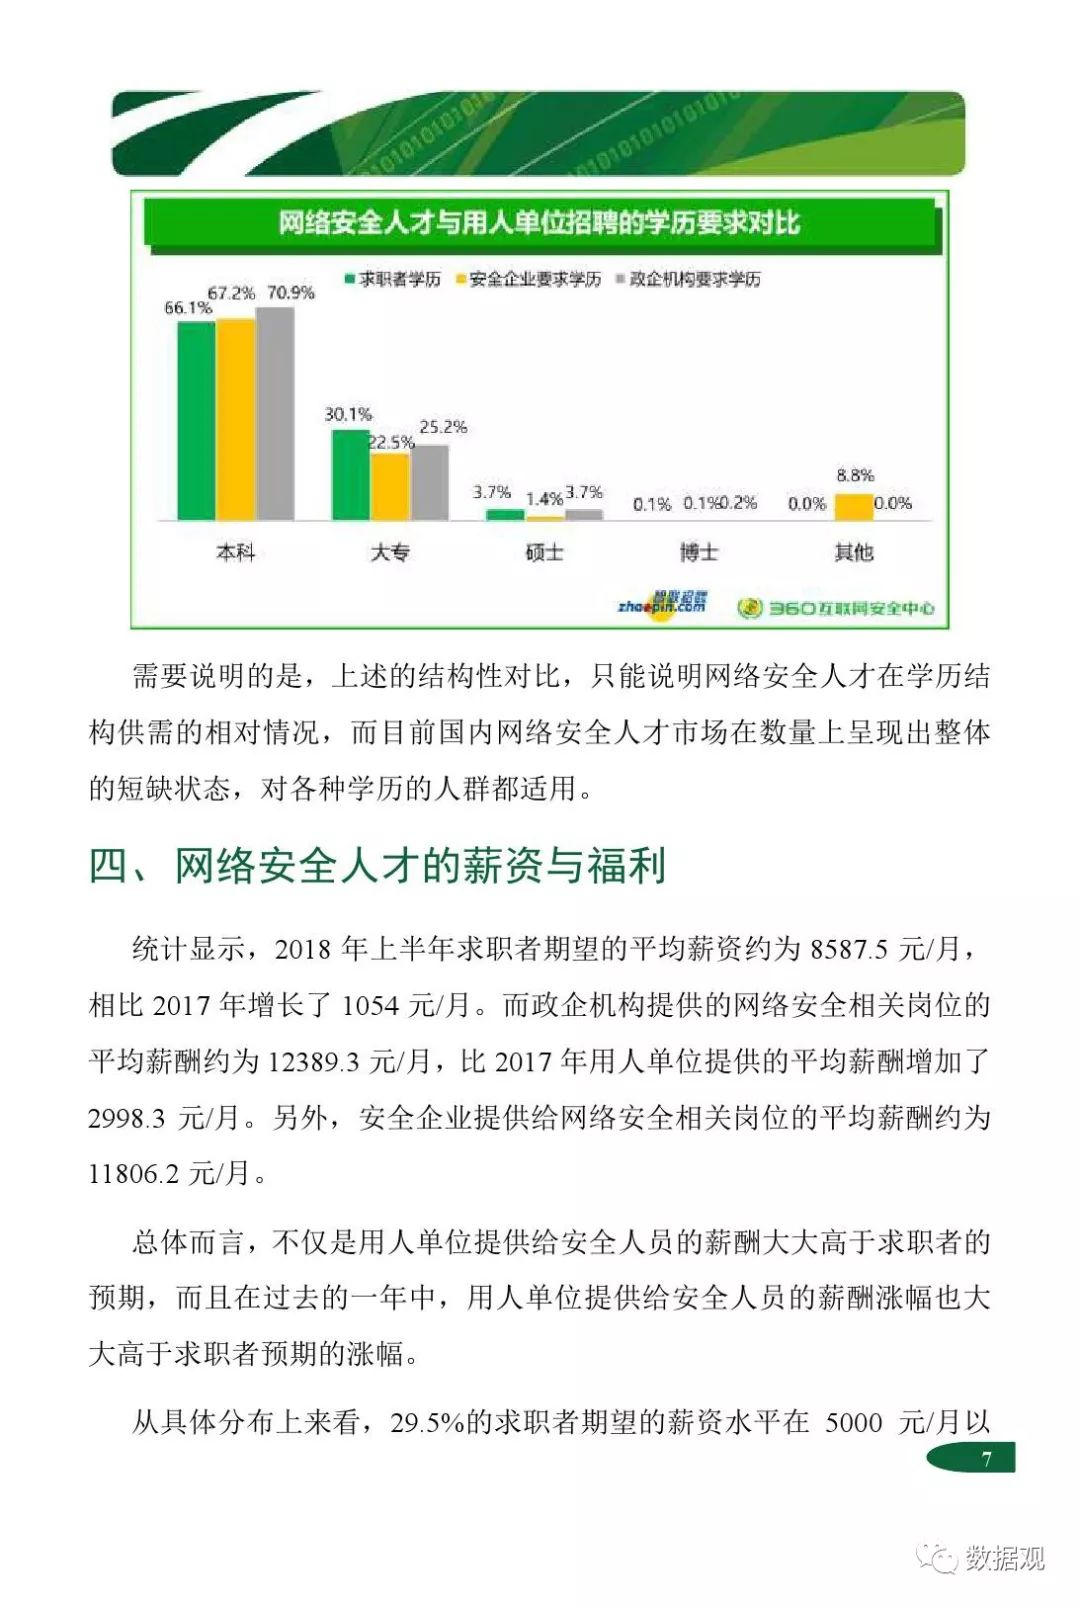 网络安全人才与用人单位招聘的学历要求对比
求职者学历 安全企业要求学历 政企机构要求学历
66.1% 67.2% 70.9%
30.1% 22.5% 25.2%
3.7% 1.4% 3.7%
0.1% 0.1% 0.2%
0.0% 8.8% 0.0%
本科 大专 硕士 博士 其他
智联招聘
zhaopin.com
360互联网安全中心
需要说明的是，上述的结构性对比，只能说明网络安全人才在学历结
构供需的相对情况，而目前国内网络安全人才市场在数量上呈现出整体
的短缺状态，对各种学历的人群都适用。
四、网络安全人才的薪资与福利
统计显示，2018 年上半年求职者期望的平均薪资约为 8587.5 元/月，
相比 2017 年增长了 1054 元/月。而政企机构提供的网络安全相关岗位的
平均薪酬约为 12389.3 元/月，比 2017 年用人单位提供的平均薪酬增加了
2998.3 元/月。另外，安全企业提供给网络安全相关岗位的平均薪酬约为
11806.2 元/月。
总体而言，不仅是用人单位提供给安全人员的薪酬大大高于求职者的
预期，而且在过去的一年中，用人单位提供给安全人员的薪酬涨幅也大
大高于求职者预期的涨幅。
从具体分布上来看，29.5%的求职者期望的薪资水平在 5000 元/月以
7
数据观